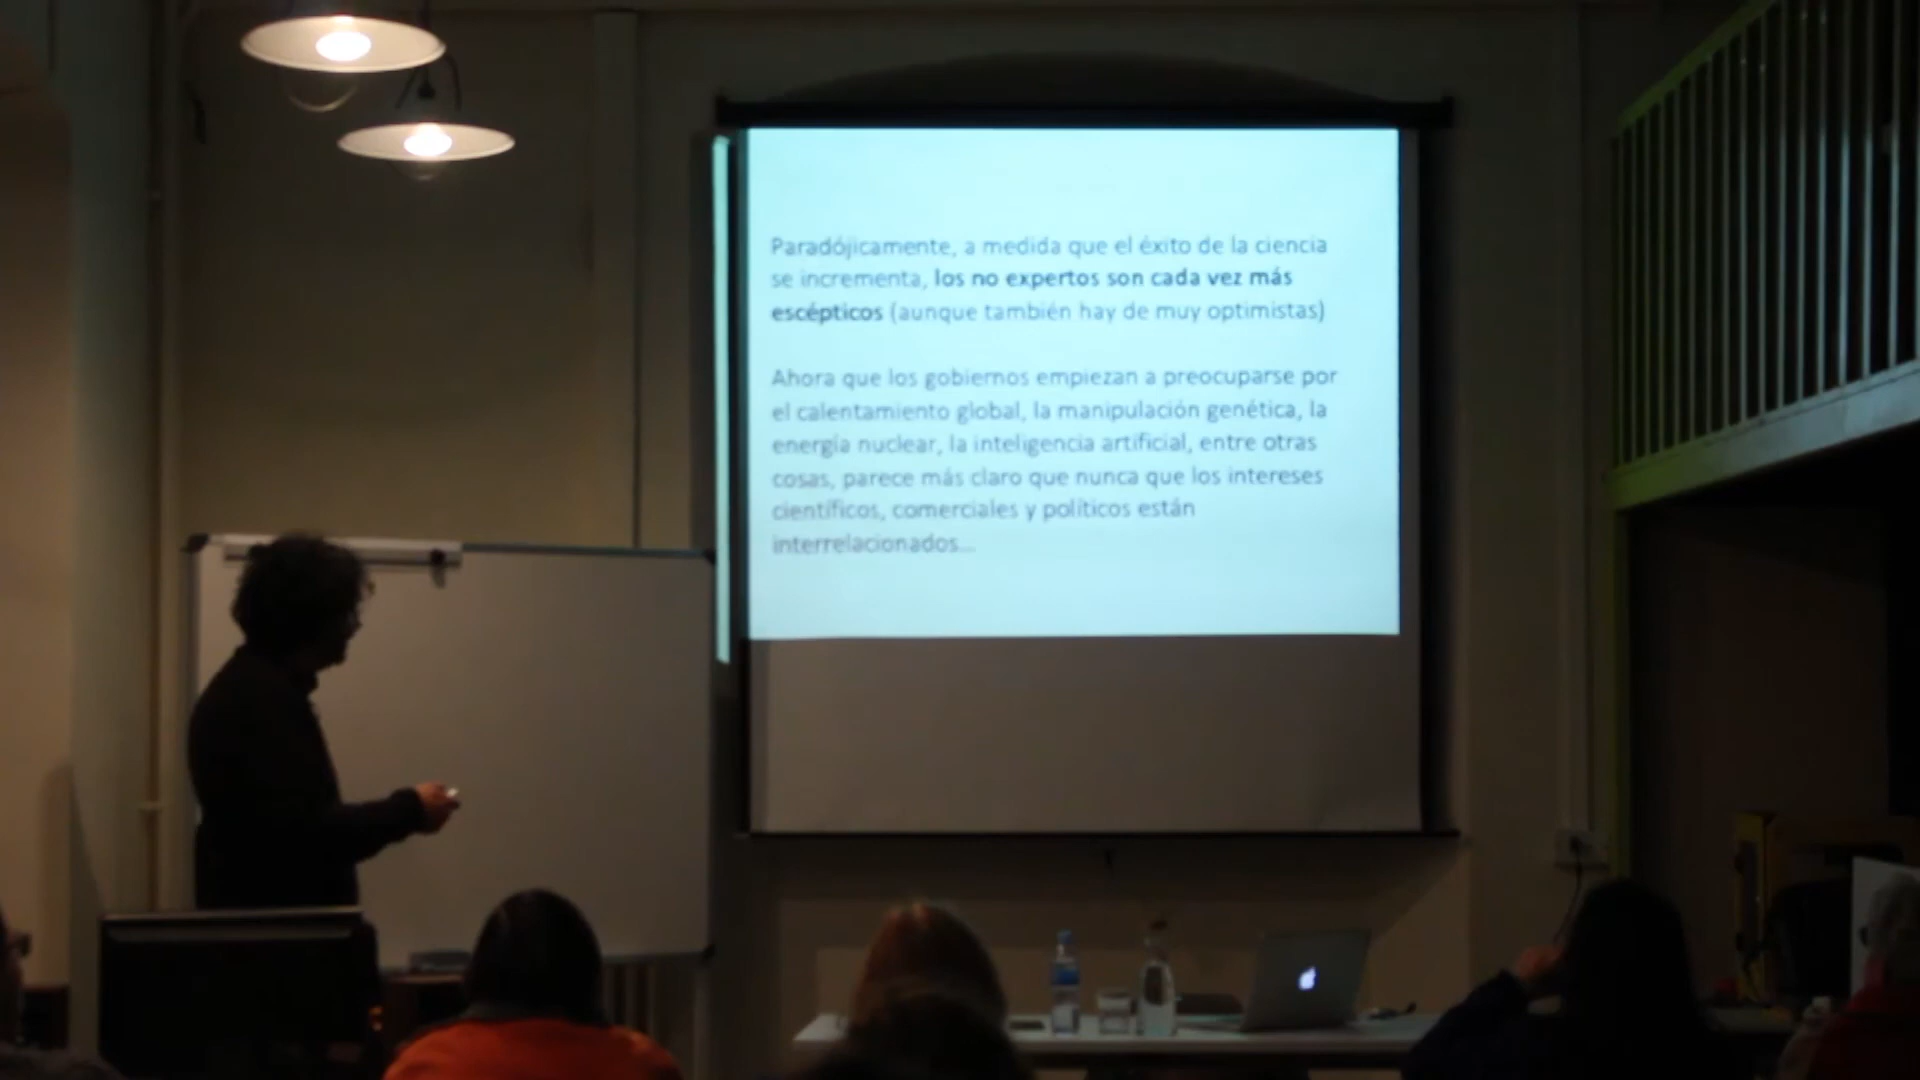 Paradójicamente, a medida que el éxito de la ciencia
se incrementa, los no expertos son cada vez más
escépticos (aunque también hay de muy optimistas)
Ahora que los gobiernos empiezan a preocuparse por
el calentamiento global, la manipulación genética, la
energía nuclear, la inteligencia artificial, entre otras
cosas, parece más claro que nunca que los intereses
científicos, comerciales y políticos están
interrelacionados...